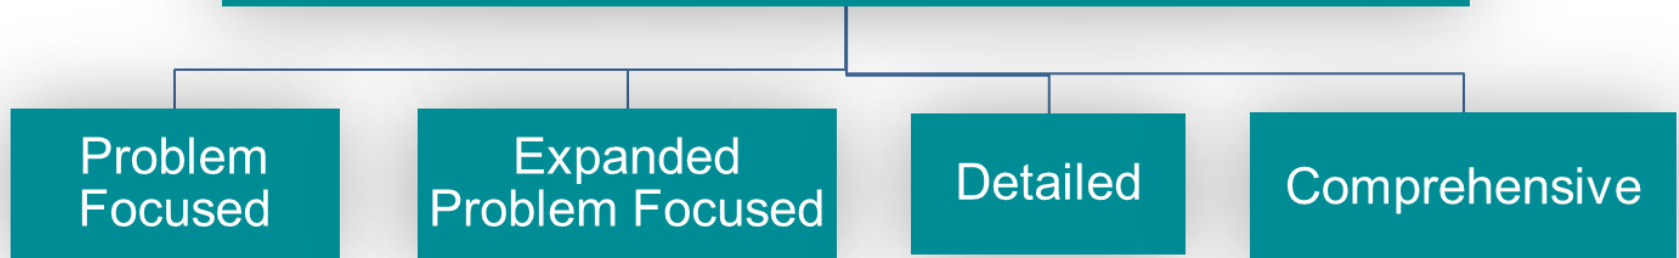 Problem
Focused
Expanded
Problem Focused
Detailed
Comprehensive